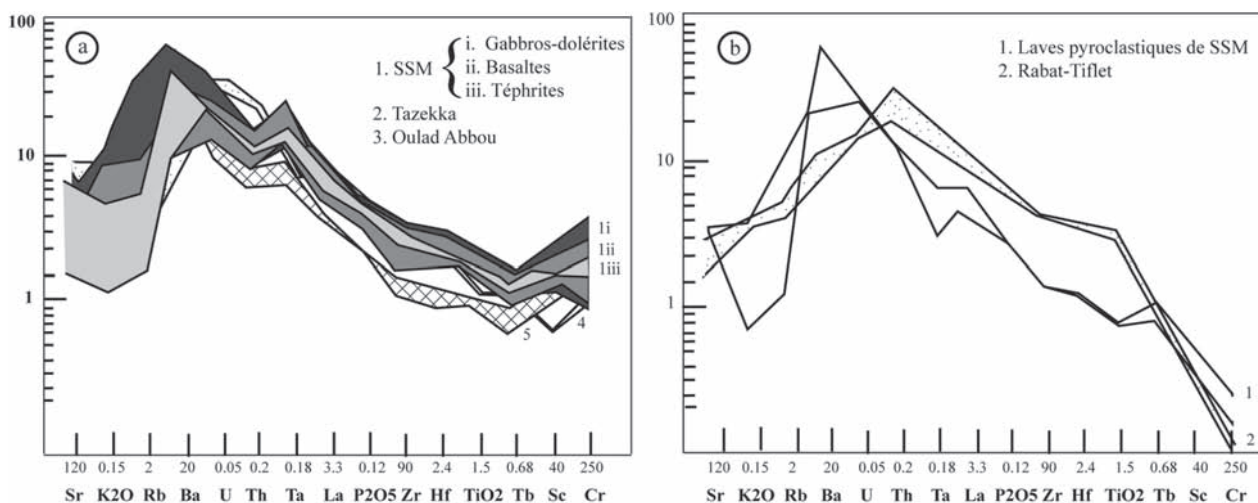 100
10
1
a
1. SSM
i. Gabbros-dolérites
ii. Basaltes
iii. Téphrites
2. Tazekka
3. Oulad Abbou
1i
1ii
1iii
4
5
120 0.15 2 20 0.05 0.2 0.18 3.3 0.12 90 2.4 1.5 0.68 40 250
Sr K2O Rb Ba U Th Ta La P2O5 Zr Hf TiO2 Tb Sc Cr
100
10
1
b
1. Laves pyroclastiques de SSM
2. Rabat-Tiflet
1
2
120 0.15 2 20 0.05 0.2 0.18 3.3 0.12 90 2.4 1.5 0.68 40 250
Sr K2O Rb Ba U Th Ta La P2O5 Zr Hf TiO2 Tb Sc Cr